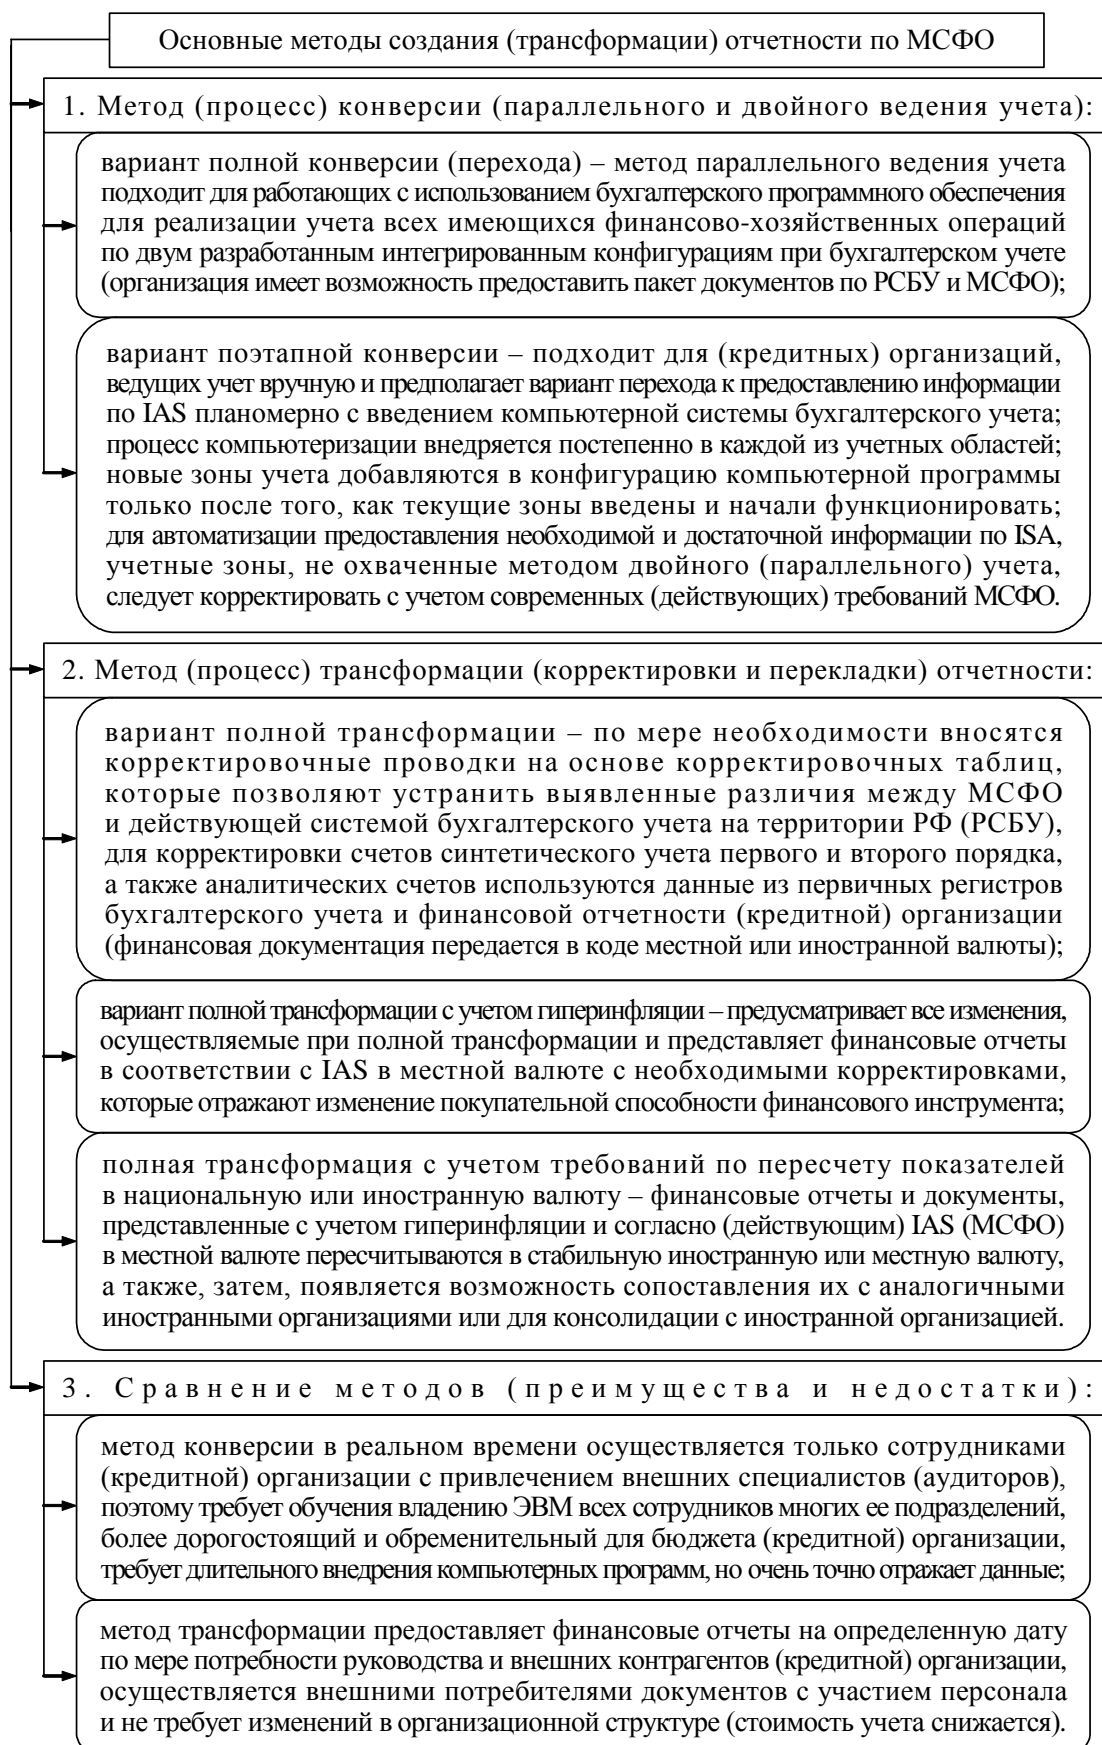 Основные методы создания (трансформации) отчетности по МСФО
1. Метод (процесс) конверсии (параллельного и двойного ведения учета):
вариант полной конверсии (перехода) – метод параллельного ведения учета
подходит для работающих с использованием бухгалтерского программного обеспечения
для реализации учета всех имеющихся финансово-хозяйственных операций
по двум разработанным интегрированным конфигурациям при бухгалтерском учете
(организация имеет возможность предоставить пакет документов по РСБУ и МСФО);
вариант поэтапной конверсии – подходит для (кредитных) организаций,
ведущих учет вручную и предполагает вариант перехода к предоставлению информации
по IAS планомерно с введением компьютерной системы бухгалтерского учета;
процесс компьютеризации внедряется постепенно в каждой из учетных областей;
новые зоны учета добавляются в конфигурацию компьютерной программы
только после того, как текущие зоны введены и начали функционировать;
для автоматизации предоставления необходимой и достаточной информации по ISA,
учетные зоны, не охваченные методом двойного (параллельного) учета,
следует корректировать с учетом современных (действующих) требований МСФО.
2. Метод (процесс) трансформации (корректировки и перекладки) отчетности:
вариант полной трансформации – по мере необходимости вносятся
корректировочные проводки на основе корректировочных таблиц,
которые позволяют устранить выявленные различия между МСФО
и действующей системой бухгалтерского учета на территории РФ (РСБУ),
для корректировки счетов синтетического учета первого и второго порядка,
а также аналитических счетов используются данные из первичных регистров
бухгалтерского учета и финансовой отчетности (кредитной) организации
(финансовая документация передается в коде местной или иностранной валюты);
вариант полной трансформации с учетом гиперинфляции – предусматривает все изменения,
осуществляемые при полной трансформации и представляет финансовые отчеты
в соответствии с IAS в местной валюте с необходимыми корректировками,
которые отражают изменение покупательной способности финансового инструмента;
полная трансформация с учетом требований по пересчету показателей
в национальную или иностранную валюту – финансовые отчеты и документы,
представленные с учетом гиперинфляции и согласно (действующим) IAS (МСФО)
в местной валюте пересчитываются в стабильную иностранную или местную валюту,
а также, затем, появляется возможность сопоставления их с аналогичными
иностранными организациями или для консолидации с иностранной организацией.
3. Сравнение методов (преимущества и недостатки):
метод конверсии в реальном времени осуществляется только сотрудниками
(кредитной) организации с привлечением внешних специалистов (аудиторов),
поэтому требует обучения владению ЭВМ всех сотрудников многих ее подразделений,
более дорогостоящий и обременительный для бюджета (кредитной) организации,
требует длительного внедрения компьютерных программ, но очень точно отражает данные;
метод трансформации предоставляет финансовые отчеты на определенную дату
по мере потребности руководства и внешних контрагентов (кредитной) организации,
осуществляется внешними потребителями документов с участием персонала
и не требует изменений в организационной структуре (стоимость учета снижается).